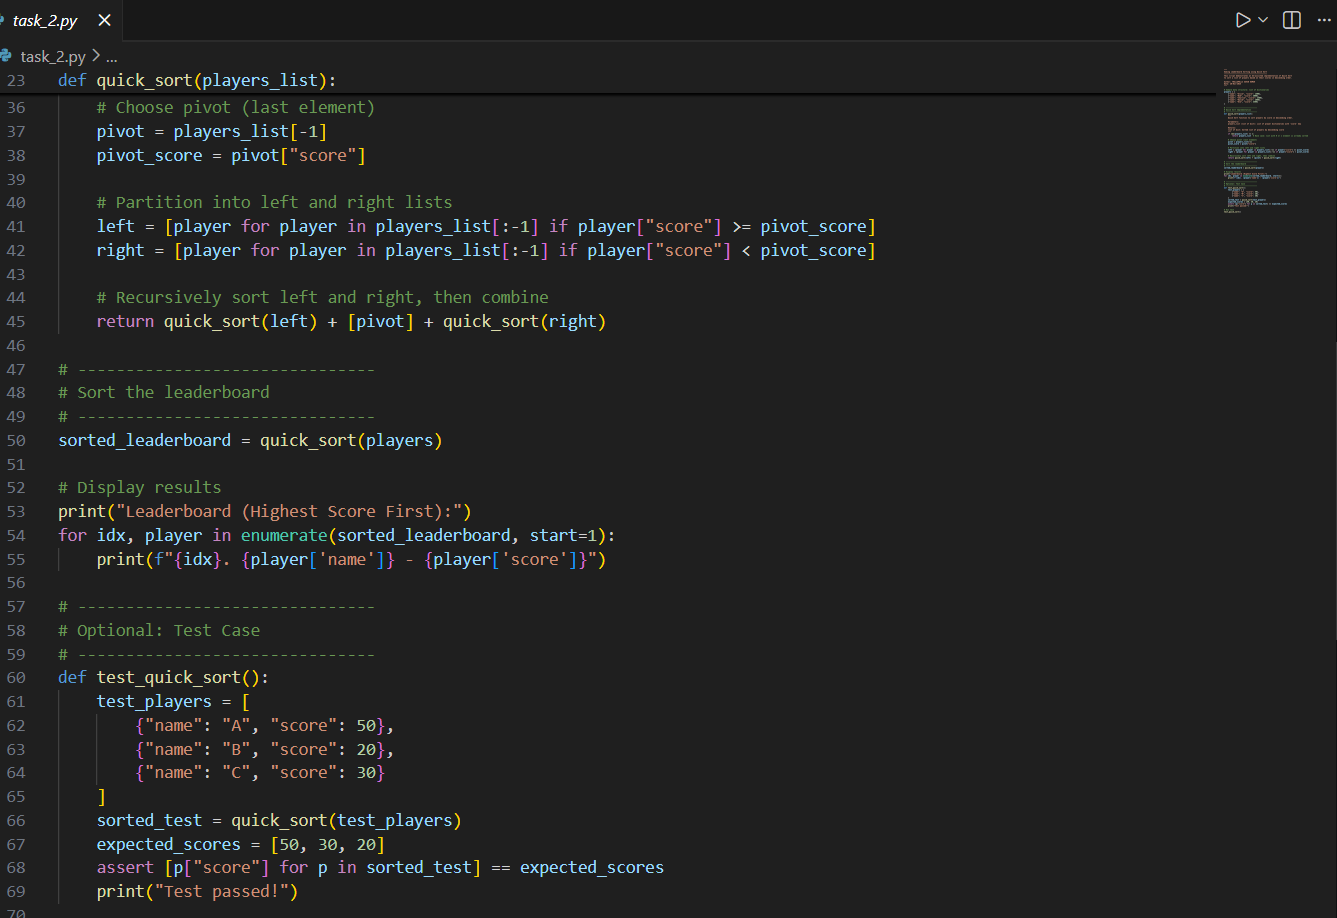 task_2.py
task_2.py > ...
23 def quick_sort(players_list):
36 # Choose pivot (last element)
37 pivot = players_list[-1]
38 pivot_score = pivot["score"]
39
40 # Partition into left and right lists
41 left = [player for player in players_list[:-1] if player["score"] >= pivot_score]
42 right = [player for player in players_list[:-1] if player["score"] < pivot_score]
43
44 # Recursively sort left and right, then combine
45 return quick_sort(left) + [pivot] + quick_sort(right)
46
47 # -------------------------------
48 # Sort the leaderboard
49 # -------------------------------
50 sorted_leaderboard = quick_sort(players)
51
52 # Display results
53 print("Leaderboard (Highest Score First):")
54 for idx, player in enumerate(sorted_leaderboard, start=1):
55 print(f"{idx}. {player['name']} - {player['score']}")
56
57 # -------------------------------
58 # Optional: Test Case
59 # -------------------------------
60 def test_quick_sort():
61 test_players = [
62 {"name": "A", "score": 50},
63 {"name": "B", "score": 20},
64 {"name": "C", "score": 30}
65 ]
66 sorted_test = quick_sort(test_players)
67 expected_scores = [50, 30, 20]
68 assert [p["score"] for p in sorted_test] == expected_scores
69 print("Test passed!")
70